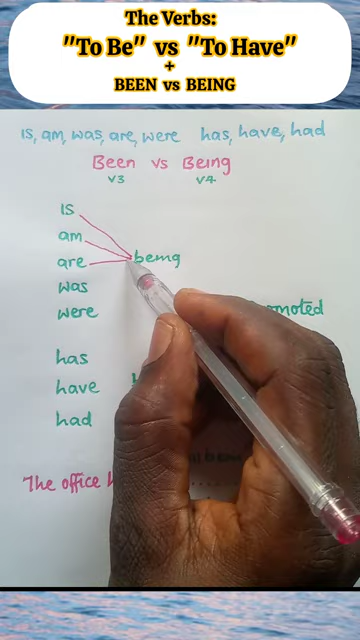 The Verbs:
"To Be" vs "To Have"
+
BEEN vs BEING
is, am, was, are, were has, have, had
Been vs Being
v3 v4
is
am
are being
was
were
has
have
had
The office